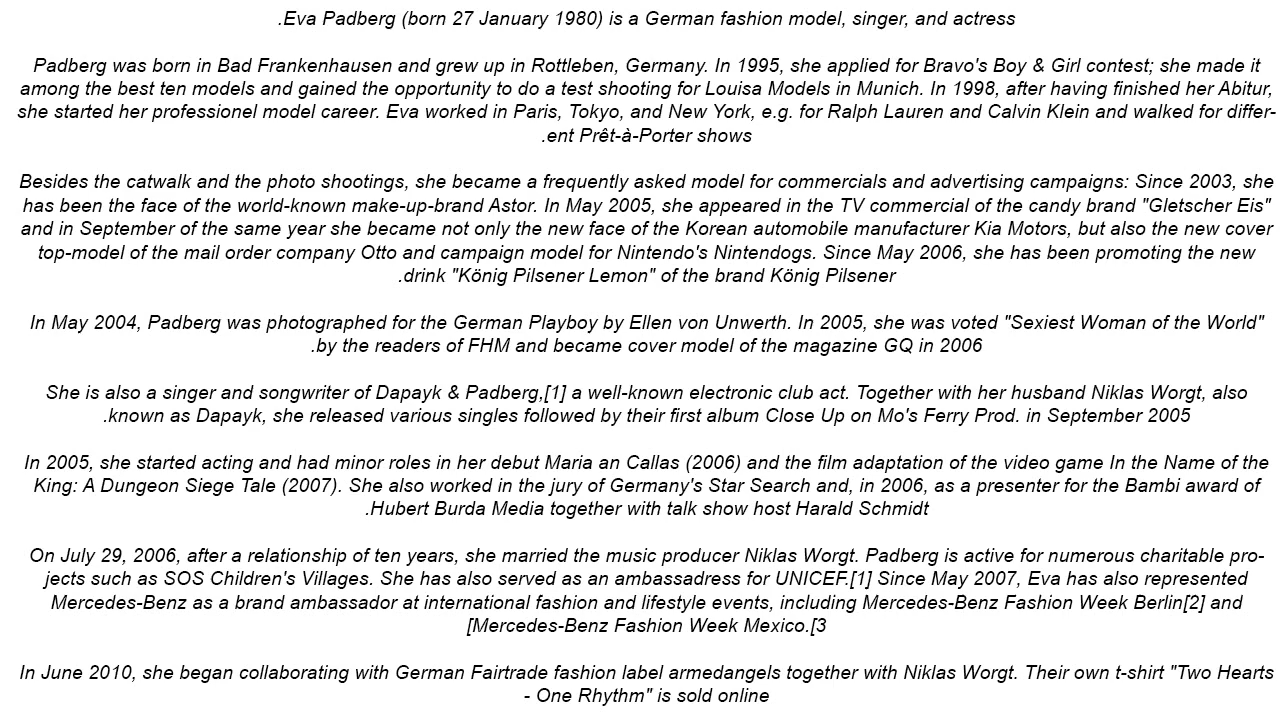 .Eva Padberg (born 27 January 1980) is a German fashion model, singer, and actress
Padberg was born in Bad Frankenhausen and grew up in Rottleben, Germany. In 1995, she applied for Bravo's Boy & Girl contest; she made it
among the best ten models and gained the opportunity to do a test shooting for Louisa Models in Munich. In 1998, after having finished her Abitur,
she started her professionel model career. Eva worked in Paris, Tokyo, and New York, e.g. for Ralph Lauren and Calvin Klein and walked for differ-
.ent Prêt-à-Porter shows
Besides the catwalk and the photo shootings, she became a frequently asked model for commercials and advertising campaigns: Since 2003, she
has been the face of the world-known make-up-brand Astor. In May 2005, she appeared in the TV commercial of the candy brand "Gletscher Eis"
and in September of the same year she became not only the new face of the Korean automobile manufacturer Kia Motors, but also the new cover
top-model of the mail order company Otto and campaign model for Nintendo's Nintendogs. Since May 2006, she has been promoting the new
.drink "König Pilsener Lemon" of the brand König Pilsener
In May 2004, Padberg was photographed for the German Playboy by Ellen von Unwerth. In 2005, she was voted "Sexiest Woman of the World"
.by the readers of FHM and became cover model of the magazine GQ in 2006
She is also a singer and songwriter of Dapayk & Padberg,[1] a well-known electronic club act. Together with her husband Niklas Worgt, also
.known as Dapayk, she released various singles followed by their first album Close Up on Mo's Ferry Prod. in September 2005
In 2005, she started acting and had minor roles in her debut Maria an Callas (2006) and the film adaptation of the video game In the Name of the
King: A Dungeon Siege Tale (2007). She also worked in the jury of Germany's Star Search and, in 2006, as a presenter for the Bambi award of
.Hubert Burda Media together with talk show host Harald Schmidt
On July 29, 2006, after a relationship of ten years, she married the music producer Niklas Worgt. Padberg is active for numerous charitable pro-
jects such as SOS Children's Villages. She has also served as an ambassadress for UNICEF.[1] Since May 2007, Eva has also represented
Mercedes-Benz as a brand ambassador at international fashion and lifestyle events, including Mercedes-Benz Fashion Week Berlin[2] and
[Mercedes-Benz Fashion Week Mexico.[3
In June 2010, she began collaborating with German Fairtrade fashion label armedangels together with Niklas Worgt. Their own t-shirt "Two Hearts
- One Rhythm" is sold online